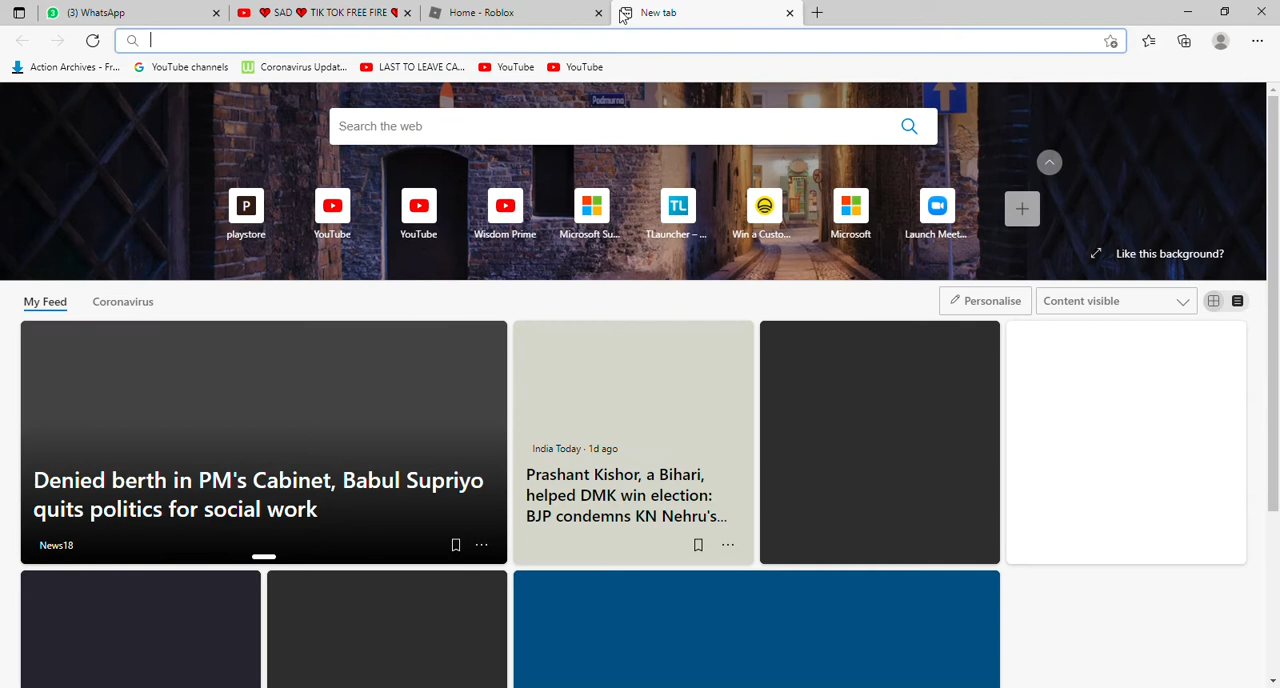 (3) WhatsApp
SAD ❤ TIK TOK FREE FIRE
Home - Roblox
New tab
Action Archives - Fr...
YouTube channels
Coronavirus Updat...
LAST TO LEAVE CA...
YouTube
YouTube
Search the web
playstore
YouTube
YouTube
Wisdom Prime
Microsoft Su...
TLauncher – ...
Win a Custo...
Microsoft
Launch Meet...
Like this background?
My Feed
Coronavirus
Personalise
Content visible
Denied berth in PM's Cabinet, Babul Supriyo
quits politics for social work
News18
India Today · 1d ago
Prashant Kishor, a Bihari,
helped DMK win election:
BJP condemns KN Nehru's...